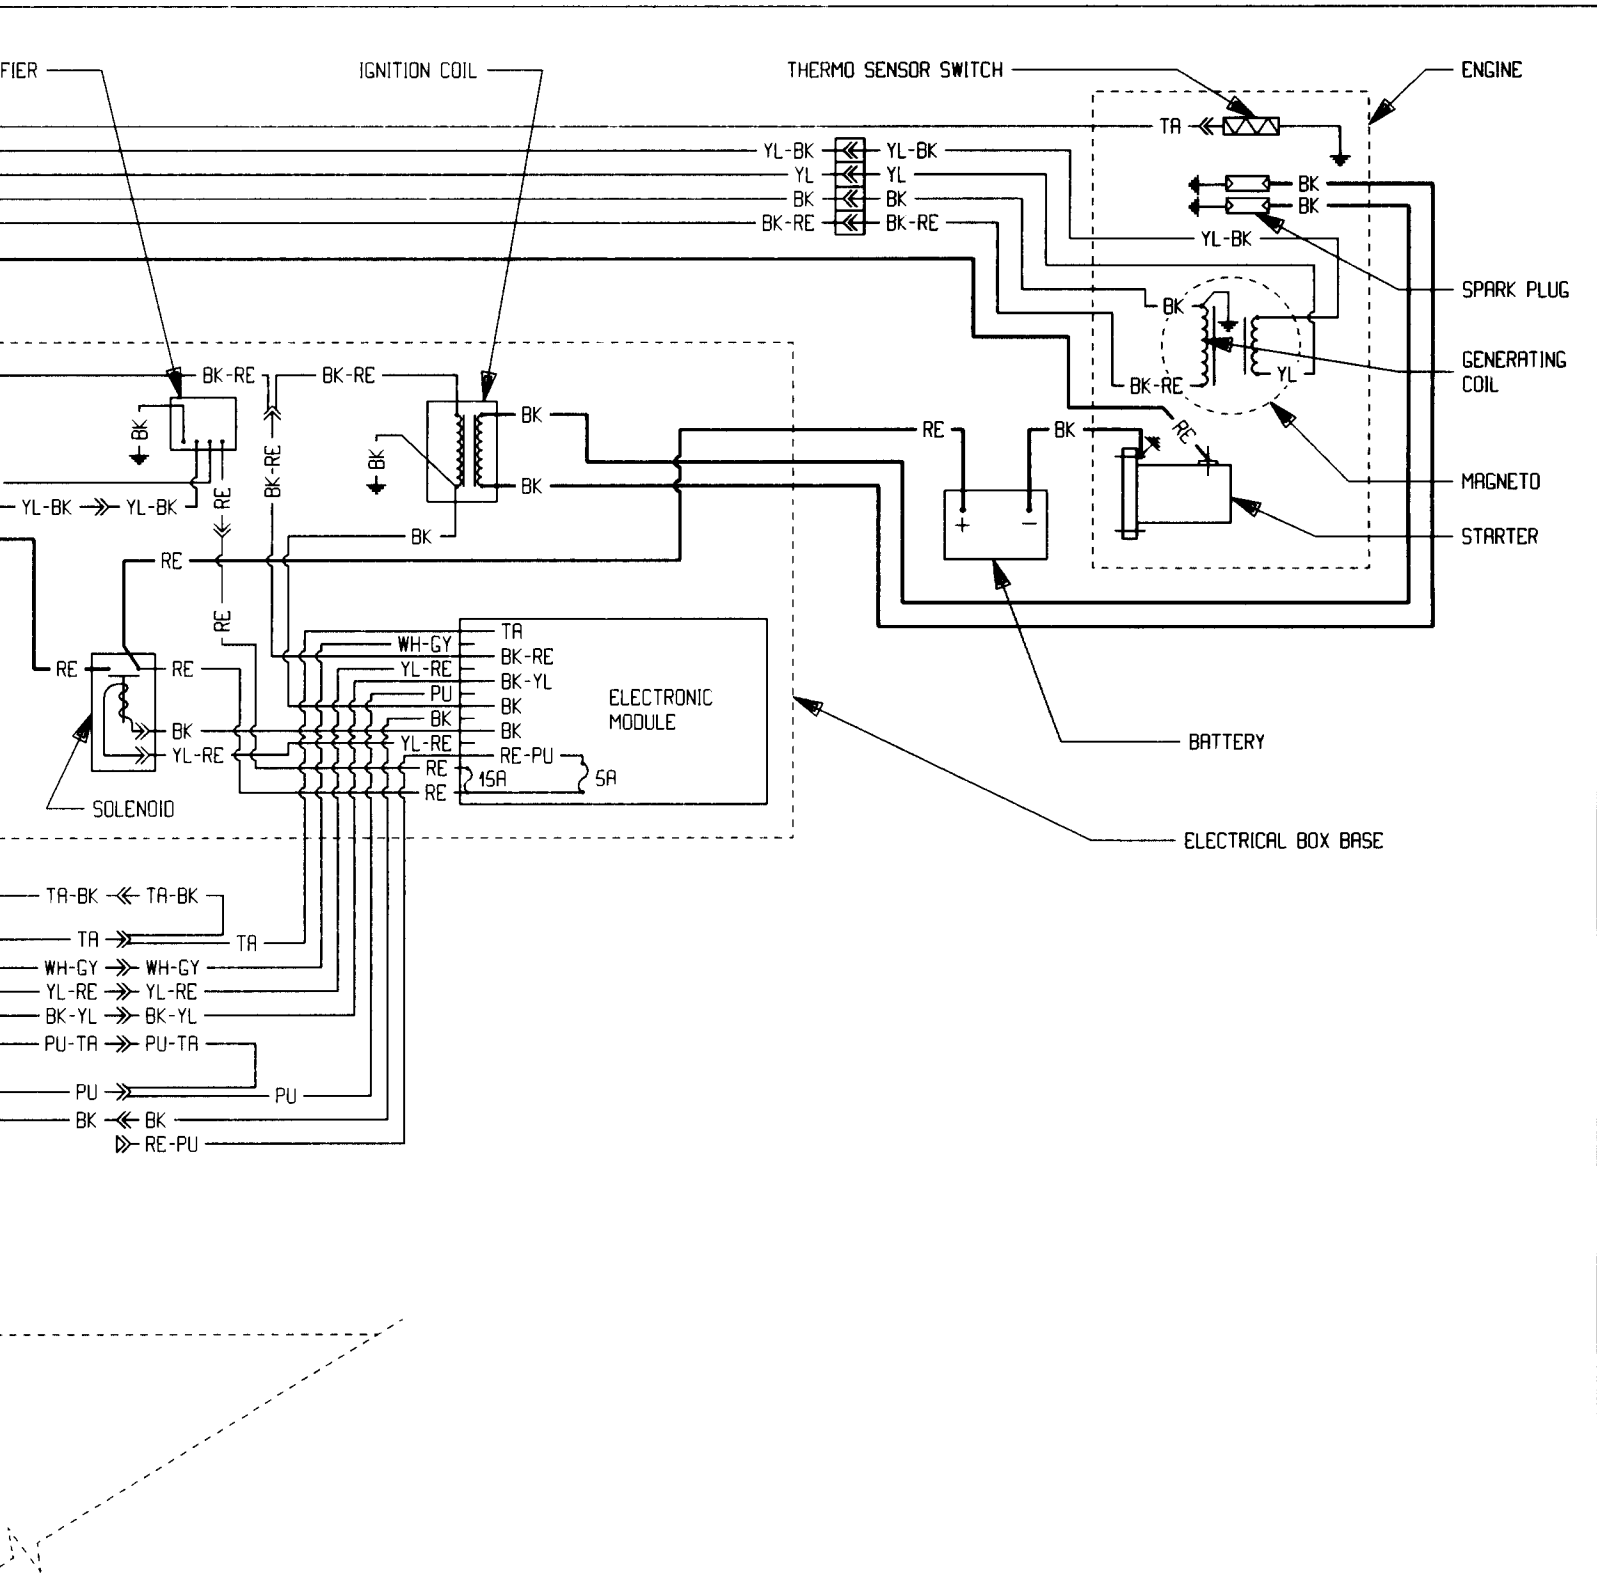 FIER
IGNITION COIL
THERMO SENSOR SWITCH
ENGINE
TA
YL-BK YL-BK
YL YL
BK BK
BK-RE BK-RE
BK
BK
YL-BK
SPARK PLUG
BK
GENERATING
COIL
YL
BK-RE
BK-RE
BK-RE
BK-RE
BK
BK
BK
BK
RE
BK
RE
+
-
MAGNETO
STARTER
YL-BK YL-BK
RE
BK
RE
RE
TA
WH-GY
BK-RE
YL-RE
BK-YL
PU
BK
BK
BK
YL-RE
RE-PU
RE
15A
5A
RE
ELECTRONIC
MODULE
RE
RE
BK
YL-RE
SOLENOID
BATTERY
ELECTRICAL BOX BASE
TA-BK TA-BK
TA
TA
WH-GY WH-GY
YL-RE YL-RE
BK-YL BK-YL
PU-TA PU-TA
PU
PU
BK BK
RE-PU